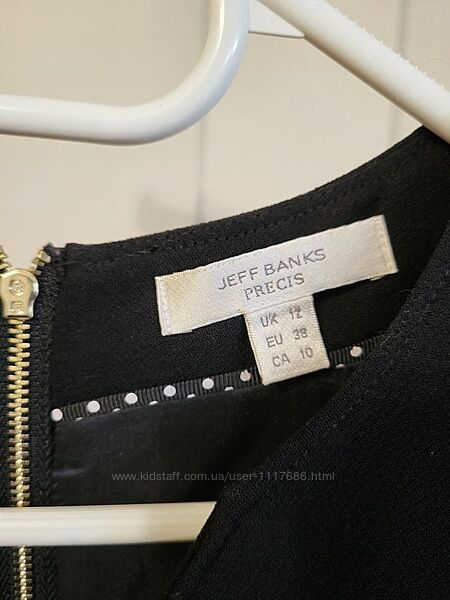 JEFF BANKS
PRECIS
UK 12
EU 38
CA 10
www.kidstaff.com.ua/user-1117686.html